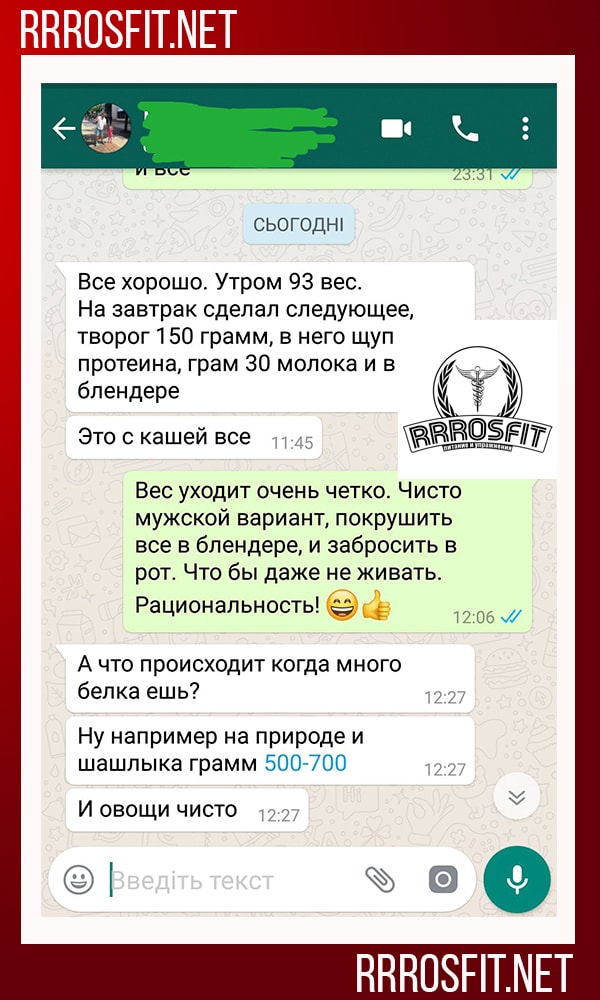 RRROSFIT.NET
и все
23:31
СЬОГОДНІ
Все хорошо. Утром 93 вес.
На завтрак сделал следующее,
творог 150 грамм, в него щуп
протеина, грам 30 молока и в
блендере
Это с кашей все 11:45
RRROSFIT
питание и упражнения
Вес уходит очень четко. Чисто
мужской вариант, покрушить
все в блендере, и забросить в
рот. Что бы даже не живать.
Рациональность! 😄👍
12:06
А что происходит когда много
белка ешь?
12:27
Ну например на природе и
шашлыка грамм 500-700
12:27
И овощи чисто 12:27
Введіть текст
RRROSFIT.NET